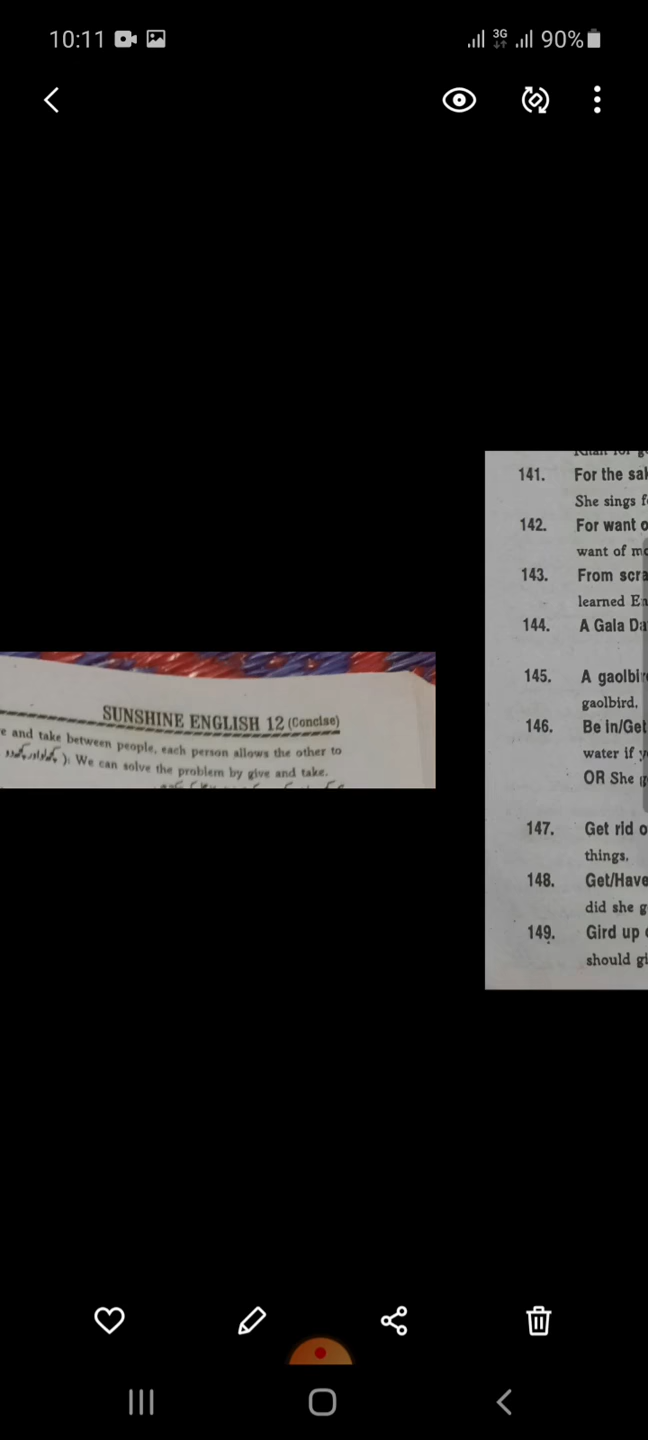 10:11
3G
90%
SUNSHINE ENGLISH 12 (Concise)
and take between people, each person allows the other to
): We can solve the problem by give and take.
141. For the
She sings
142. For want
want of
143. From
learned
144. A Gala
145. A
gaolbird,
146. Be in/Get
water if
OR She
147. Get rid
things.
148. Get/Have
did she
149. Gird up
should